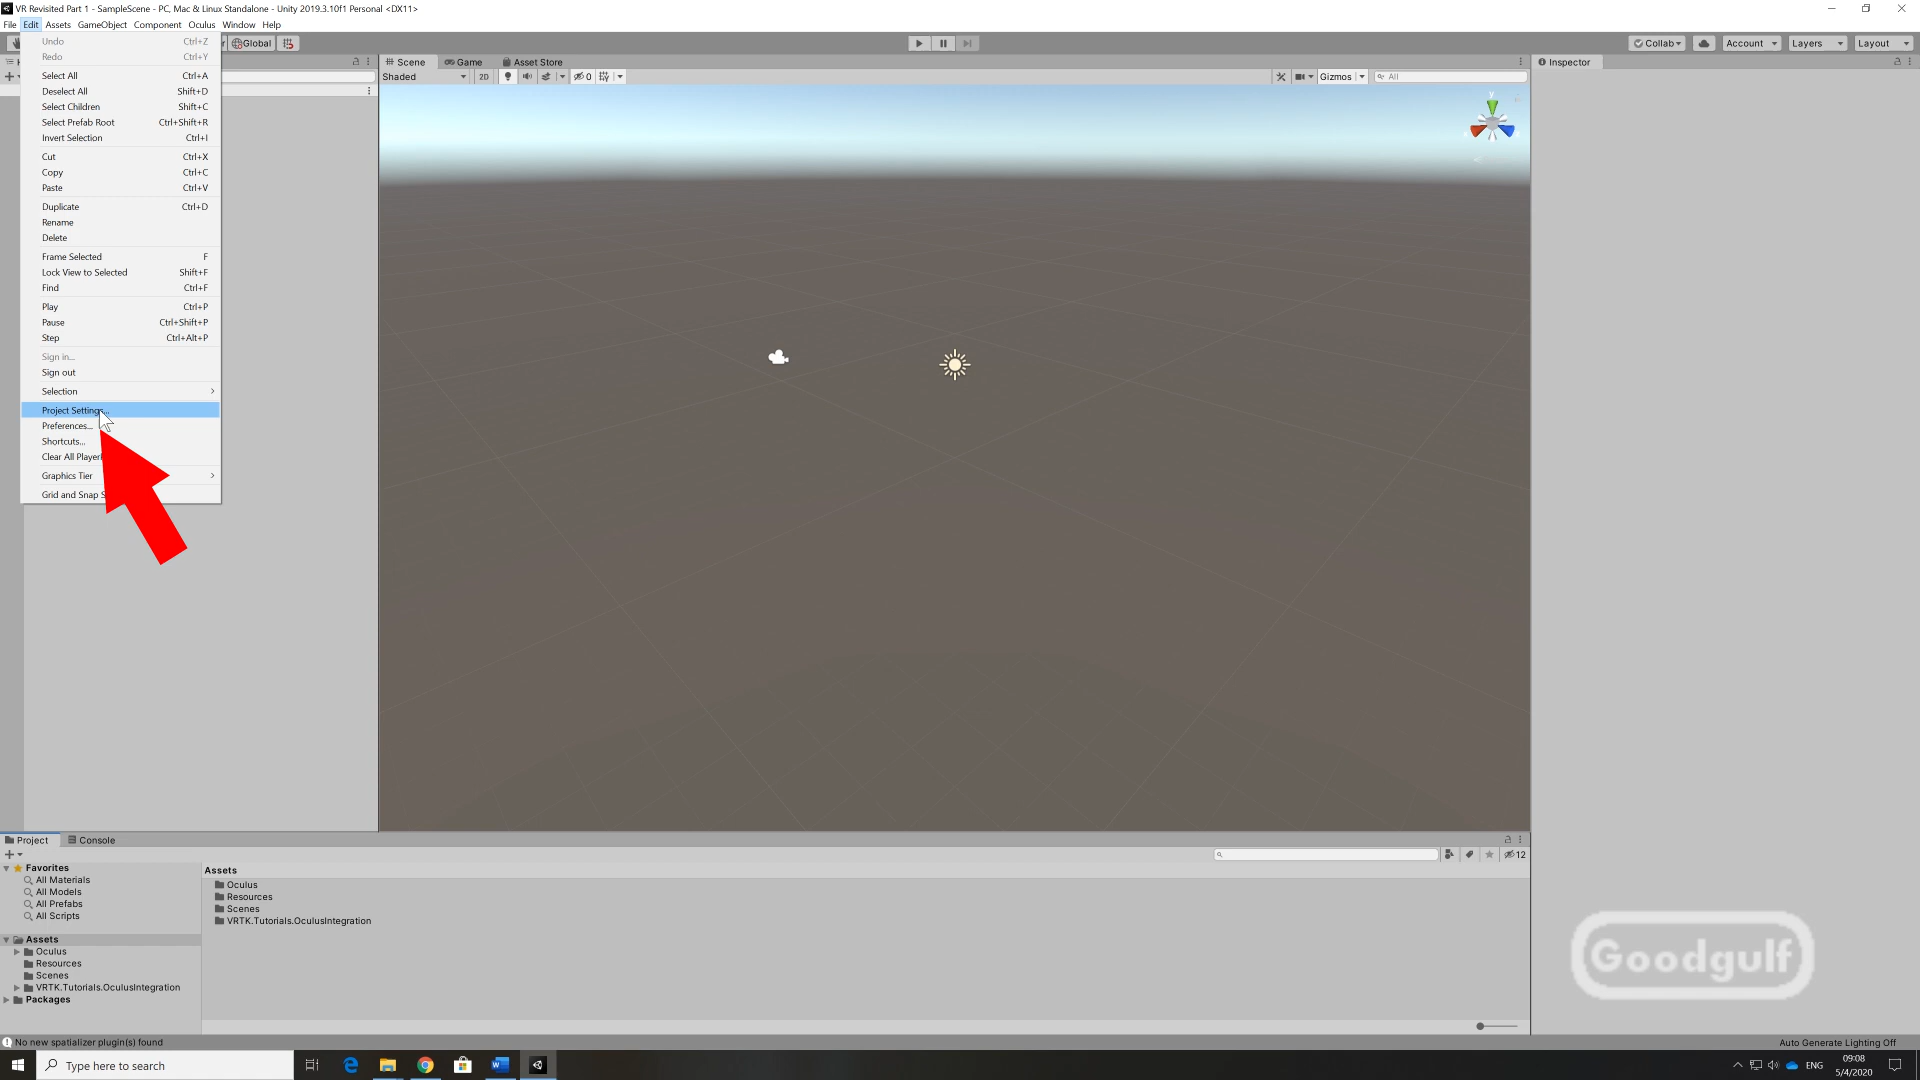 VR Revisited Part 1 - SampleScene - PC, Mac & Linux Standalone - Unity 2019.3.10f1 Personal <DX11>
File Edit Assets GameObject Component Oculus Window Help
Global
Collab Account Layers Layout
Undo Ctrl+Z
Redo Ctrl+Y
Select All Ctrl+A
Deselect All Shift+D
Select Children Shift+C
Select Prefab Root Ctrl+Shift+R
Invert Selection Ctrl+I
Cut Ctrl+X
Copy Ctrl+C
Paste Ctrl+V
Duplicate Ctrl+D
Rename
Delete
Frame Selected F
Lock View to Selected Shift+F
Find Ctrl+F
Play Ctrl+P
Pause Ctrl+Shift+P
Step Ctrl+Alt+P
Sign in...
Sign out
Selection
Project Settings...
Preferences...
Shortcuts...
Clear All Player
Graphics Tier
Grid and Snap S
Scene Game Asset Store
Shaded 2D 0 Gizmos All
y
Inspector
Project Console
12
Favorites
All Materials
All Models
All Prefabs
All Scripts
Assets
Oculus
Resources
Scenes
VRTK.Tutorials.OculusIntegration
Packages
Assets
Oculus
Resources
Scenes
VRTK.Tutorials.OculusIntegration
Goodgulf
No new spatializer plugin(s) found
Auto Generate Lighting Off
Type here to search
ENG
09:08
5/4/2020